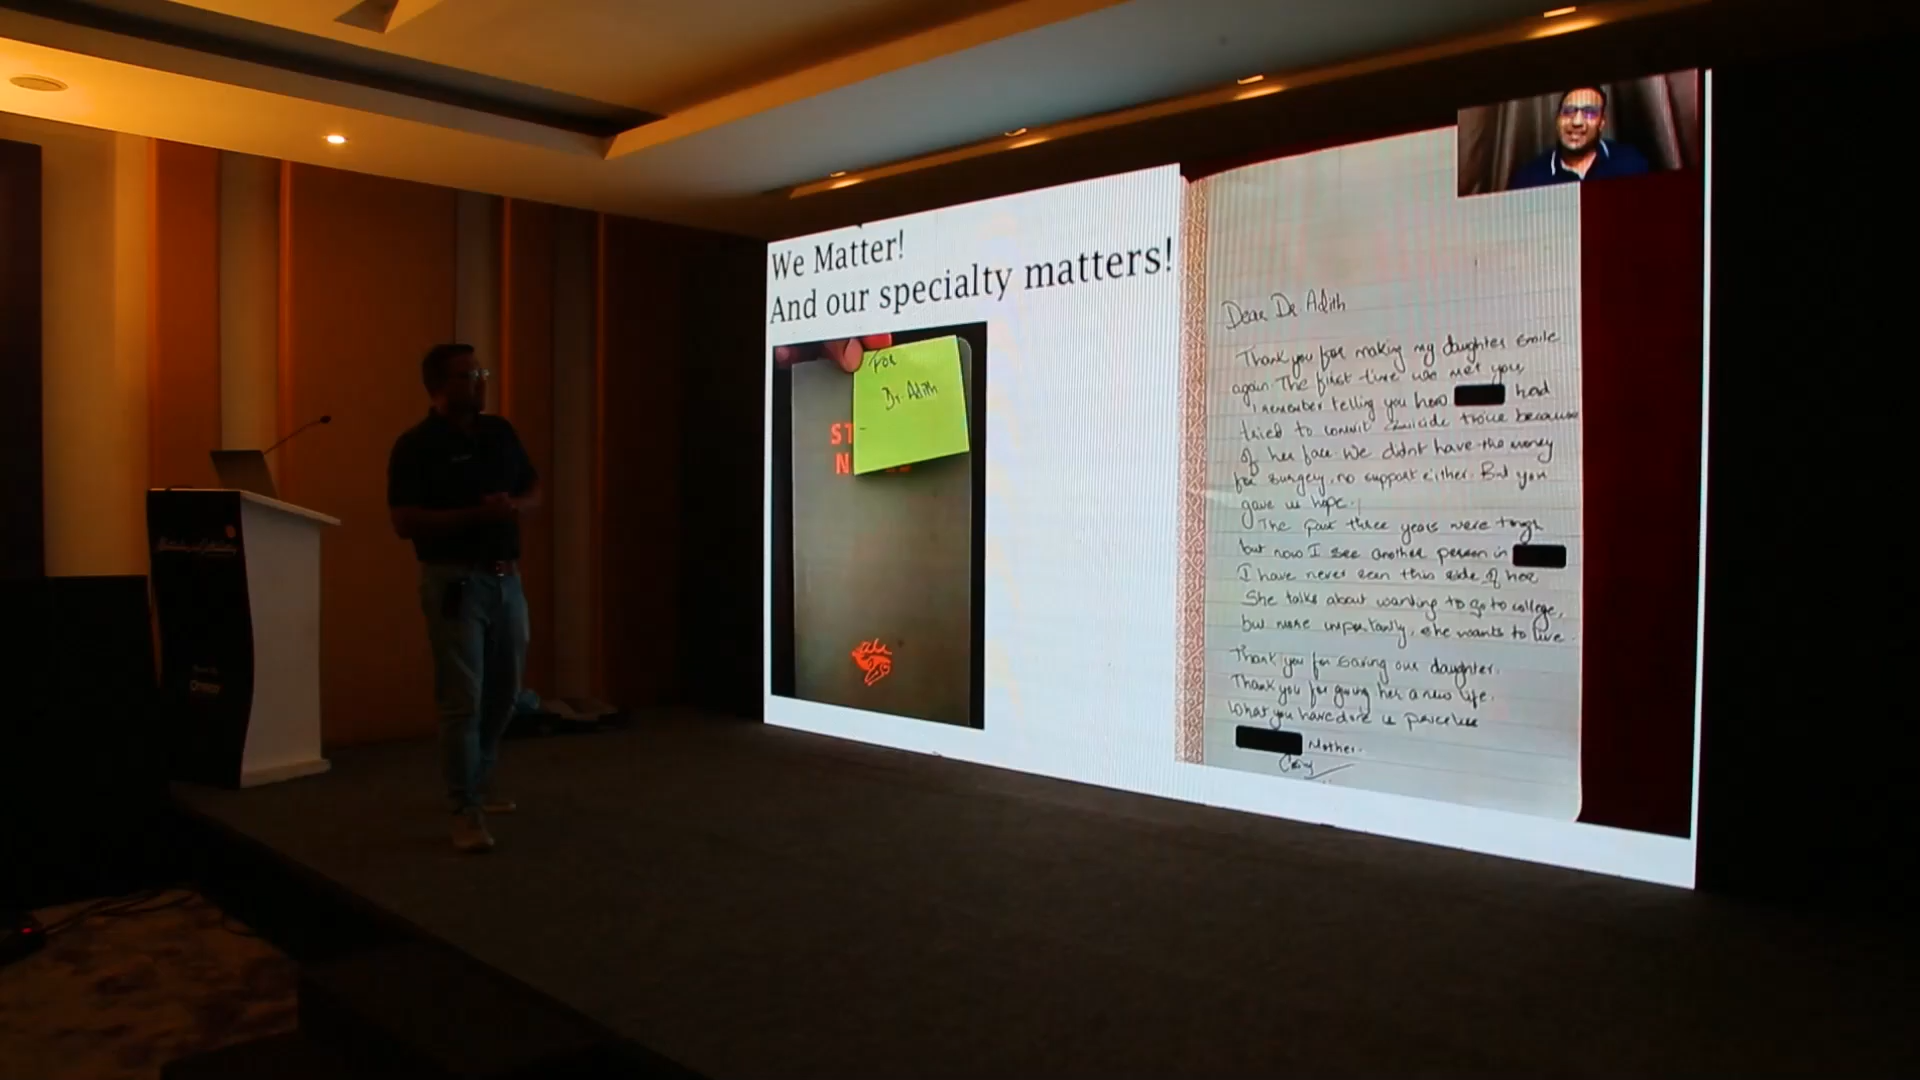 We Matter!
And our specialty matters!
For
Dr. Adith
ST
N
Dear Dr Adith
Thank you for making my daughter smile
again. The first time we met you,
I remember telling you how had
tried to commit suicide twice because
of her face. We didnt have the money
for surgery, no support either. But you
gave us hope.
The past three years were tough
but now I see another person in
I have never seen this side of her
She talks about wanting to go to college,
but more importantly, she wants to live.
Thank you for saving our daughter.
Thank you for giving her a new life.
What you have done is priceless
Mother.